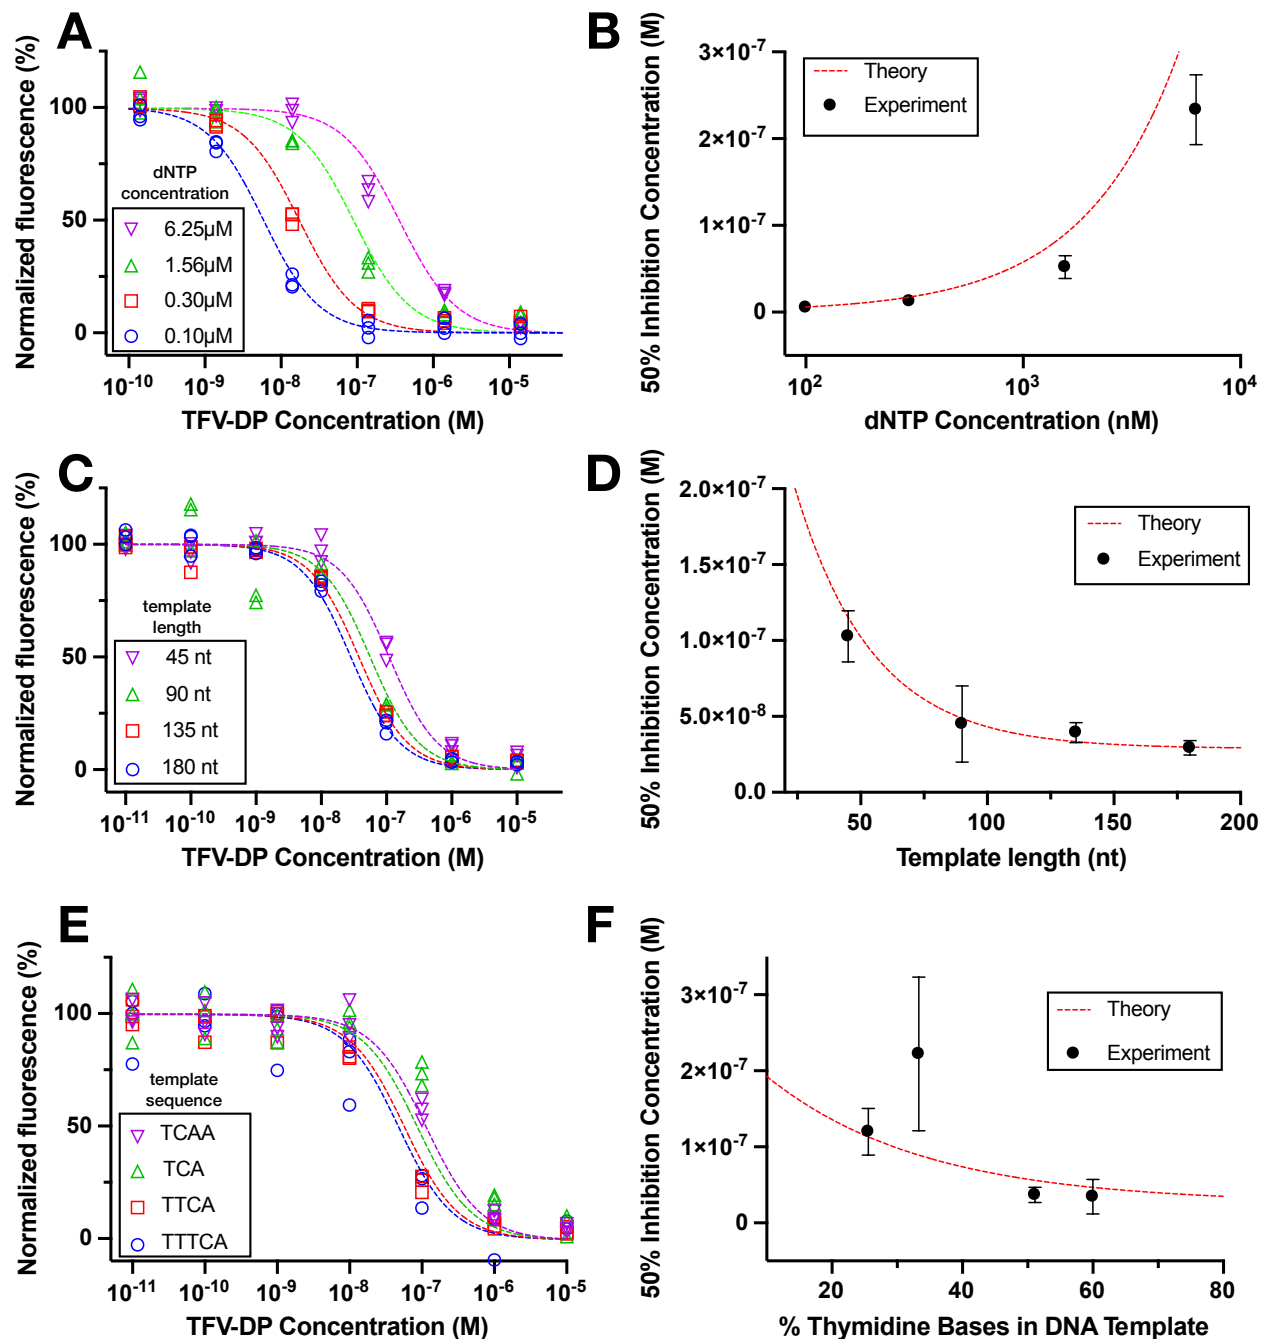 A
Normalized fluorescence (%)
100
50
0
dNTP
concentration
6.25µM
1.56µM
0.30µM
0.10µM
10-10 10-9 10-8 10-7 10-6 10-5
TFV-DP Concentration (M)
B
50% Inhibition Concentration (M)
3×10-7
2×10-7
1×10-7
0
Theory
Experiment
102 103 104
dNTP Concentration (nM)
C
Normalized fluorescence (%)
100
50
0
template
length
45 nt
90 nt
135 nt
180 nt
10-11 10-10 10-9 10-8 10-7 10-6 10-5
TFV-DP Concentration (M)
D
50% Inhibition Concentration (M)
2.0×10-7
1.5×10-7
1.0×10-7
5.0×10-8
0.0
Theory
Experiment
50 100 150 200
Template length (nt)
E
Normalized fluorescence (%)
100
50
0
template
sequence
TCAA
TCA
TTCA
TTTCA
10-11 10-10 10-9 10-8 10-7 10-6 10-5
TFV-DP Concentration (M)
F
50% Inhibition Concentration (M)
3×10-7
2×10-7
1×10-7
0
Theory
Experiment
20 40 60 80
% Thymidine Bases in DNA Template